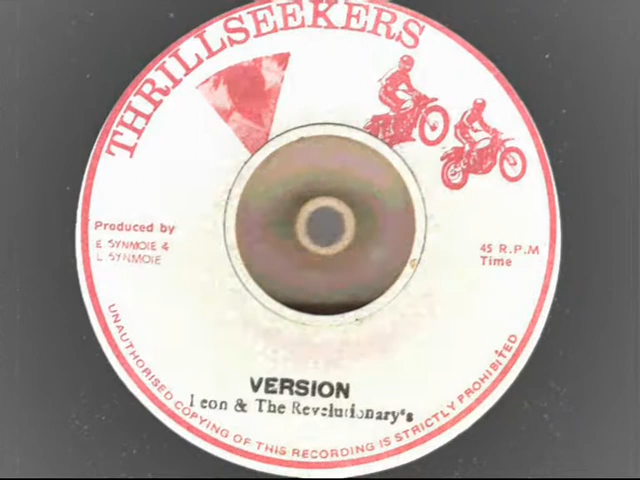 THRILLSEEKERS
Produced by
E. SYNMOIE &
L. SYNMOIE
45 R.P.M
Time
VERSION
Leon & The Revolutionary's
UNAUTHORISED COPYING OF THIS RECORDING IS STRICTLY PROHIBITED